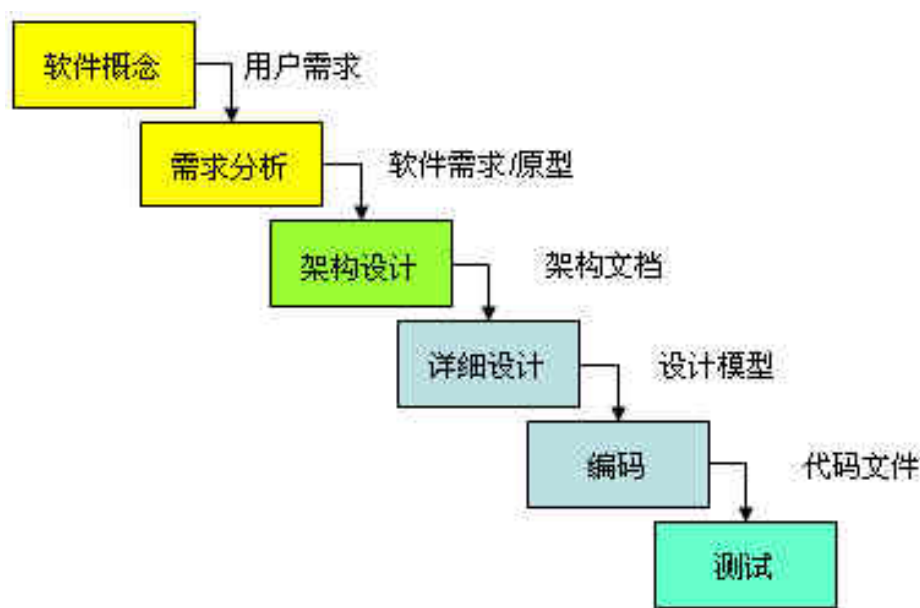 软件概念
用户需求
需求分析
软件需求/原型
架构设计
架构文档
详细设计
设计模型
编码
代码文件
测试